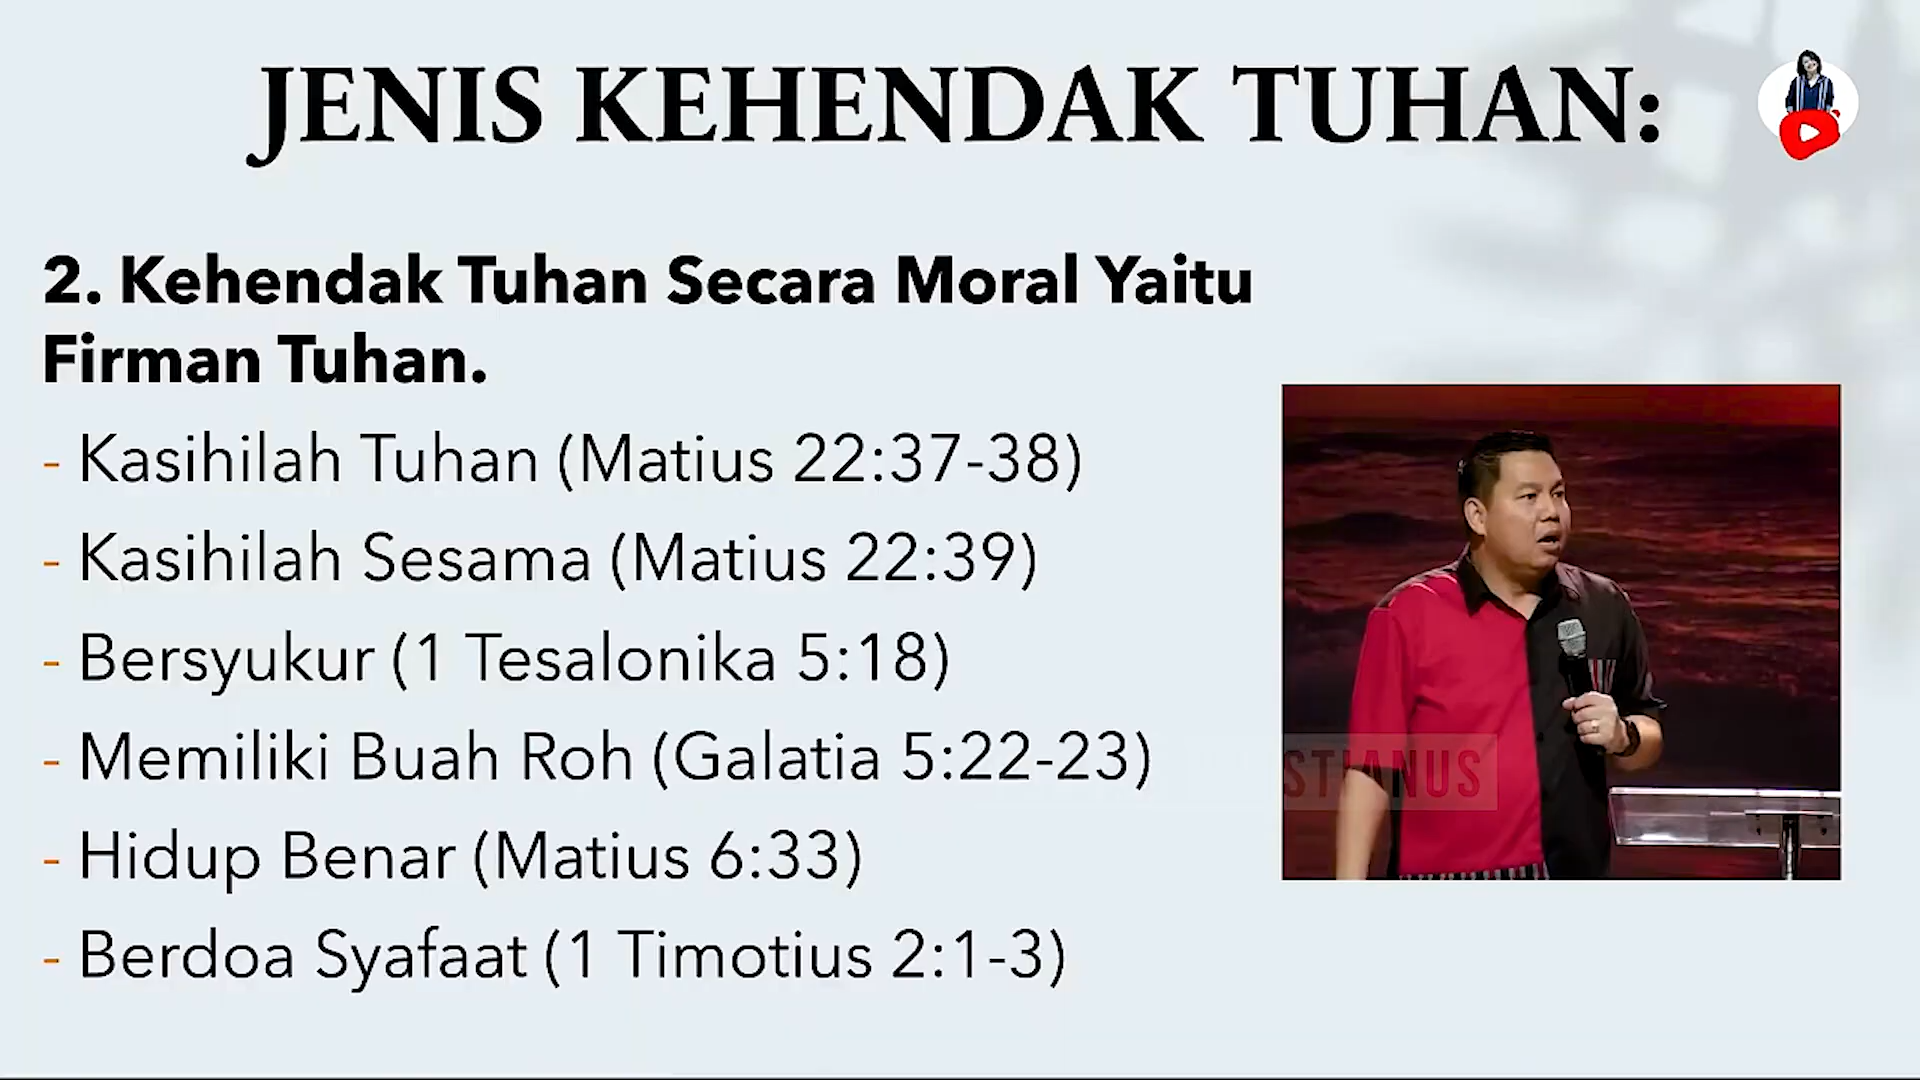 JENIS KEHENDAK TUHAN:
2. Kehendak Tuhan Secara Moral Yaitu
Firman Tuhan.
- Kasihilah Tuhan (Matius 22:37-38)
- Kasihilah Sesama (Matius 22:39)
- Bersyukur (1 Tesalonika 5:18)
- Memiliki Buah Roh (Galatia 5:22-23)
STIANUS
- Hidup Benar (Matius 6:33)
- Berdoa Syafaat (1 Timotius 2:1-3)